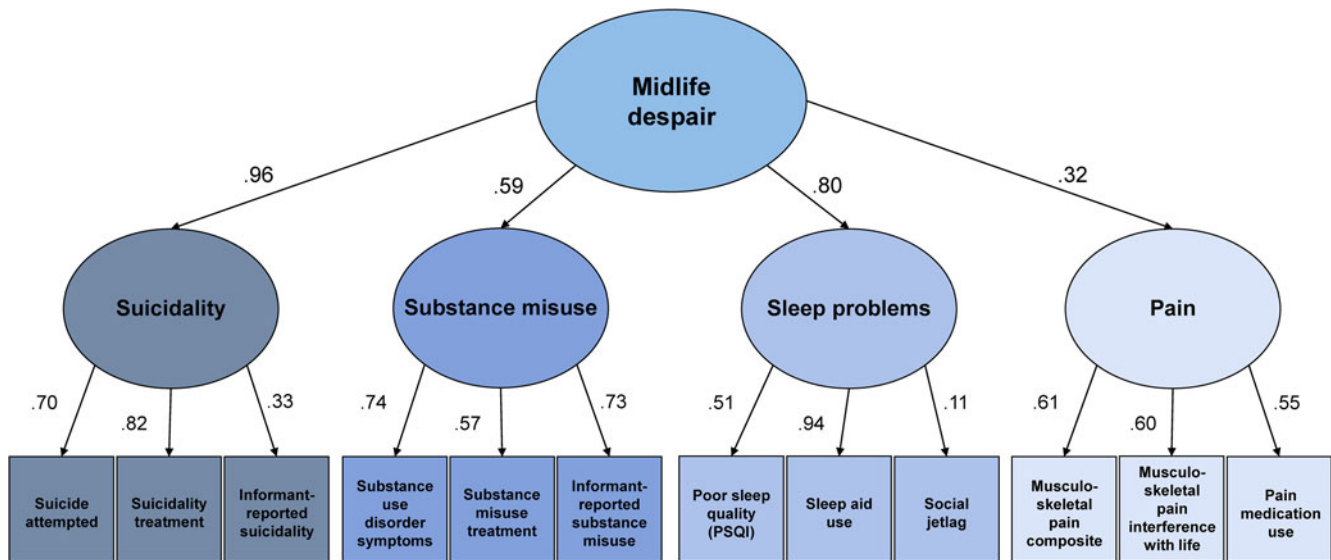 Midlife
despair
.96
.59
.80
.32
Suicidality
Substance misuse
Sleep problems
Pain
.70
.82
.33
.74
.57
.73
.51
.94
.11
.61
.60
.55
Suicide
attempted
Suicidality
treatment
Informant-
reported
suicidality
Substance
use
disorder
symptoms
Substance
misuse
treatment
Informant-
reported
substance
misuse
Poor sleep
quality
(PSQI)
Sleep aid
use
Social
jetlag
Musculo-
skeletal
pain
composite
Musculo-
skeletal
pain
interference
with life
Pain
medication
use